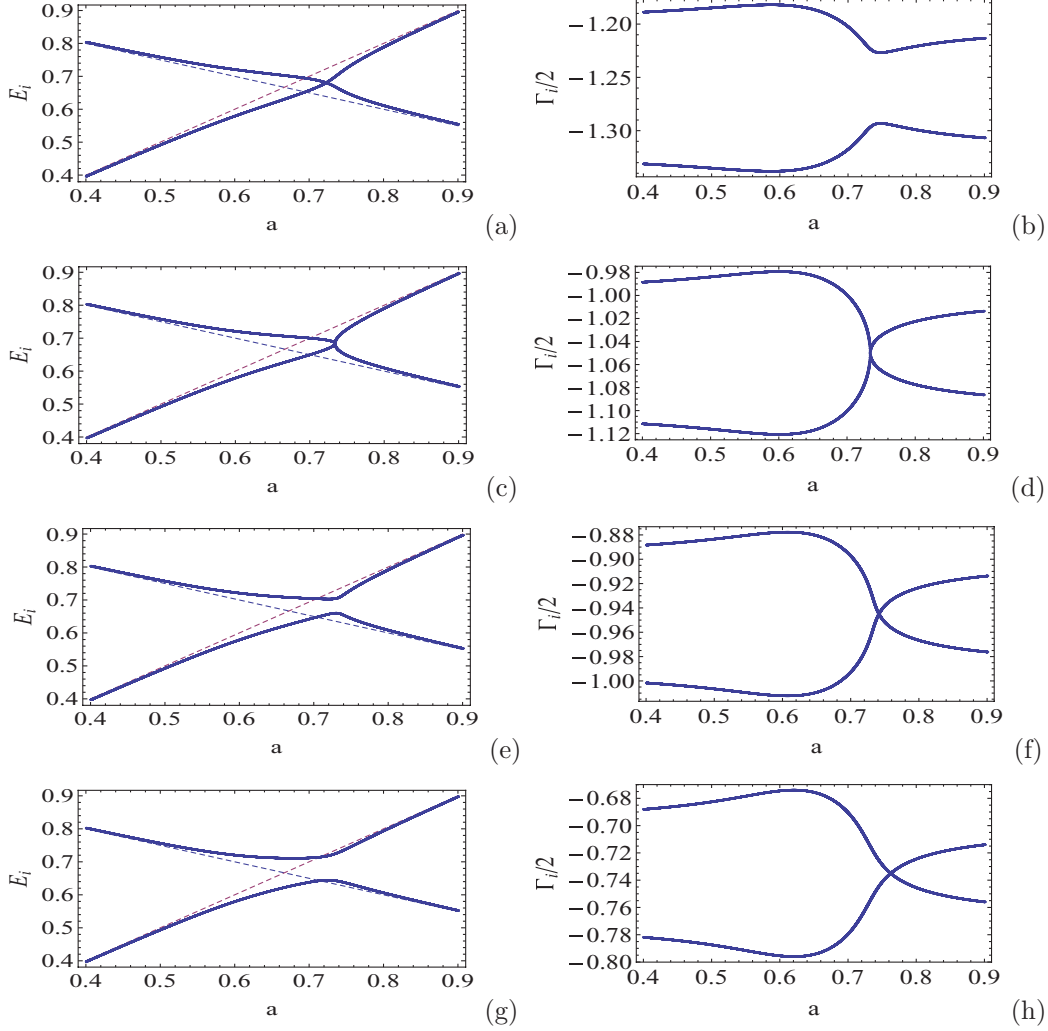 0.9
0.8
0.7
0.6
0.5
0.4
E_i
0.4 0.5 0.6 0.7 0.8 0.9
a
(a)
−1.20
−1.25
−1.30
Γ_i/2
0.4 0.5 0.6 0.7 0.8 0.9
a
(b)
0.9
0.8
0.7
0.6
0.5
0.4
E_i
0.4 0.5 0.6 0.7 0.8 0.9
a
(c)
−0.98
−1.00
−1.02
−1.04
−1.06
−1.08
−1.10
−1.12
Γ_i/2
0.4 0.5 0.6 0.7 0.8 0.9
a
(d)
0.9
0.8
0.7
0.6
0.5
0.4
E_i
0.4 0.5 0.6 0.7 0.8 0.9
a
(e)
−0.88
−0.90
−0.92
−0.94
−0.96
−0.98
−1.00
Γ_i/2
0.4 0.5 0.6 0.7 0.8 0.9
a
(f)
0.9
0.8
0.7
0.6
0.5
0.4
E_i
0.4 0.5 0.6 0.7 0.8 0.9
a
(g)
−0.68
−0.70
−0.72
−0.74
−0.76
−0.78
−0.80
Γ_i/2
0.4 0.5 0.6 0.7 0.8 0.9
a
(h)